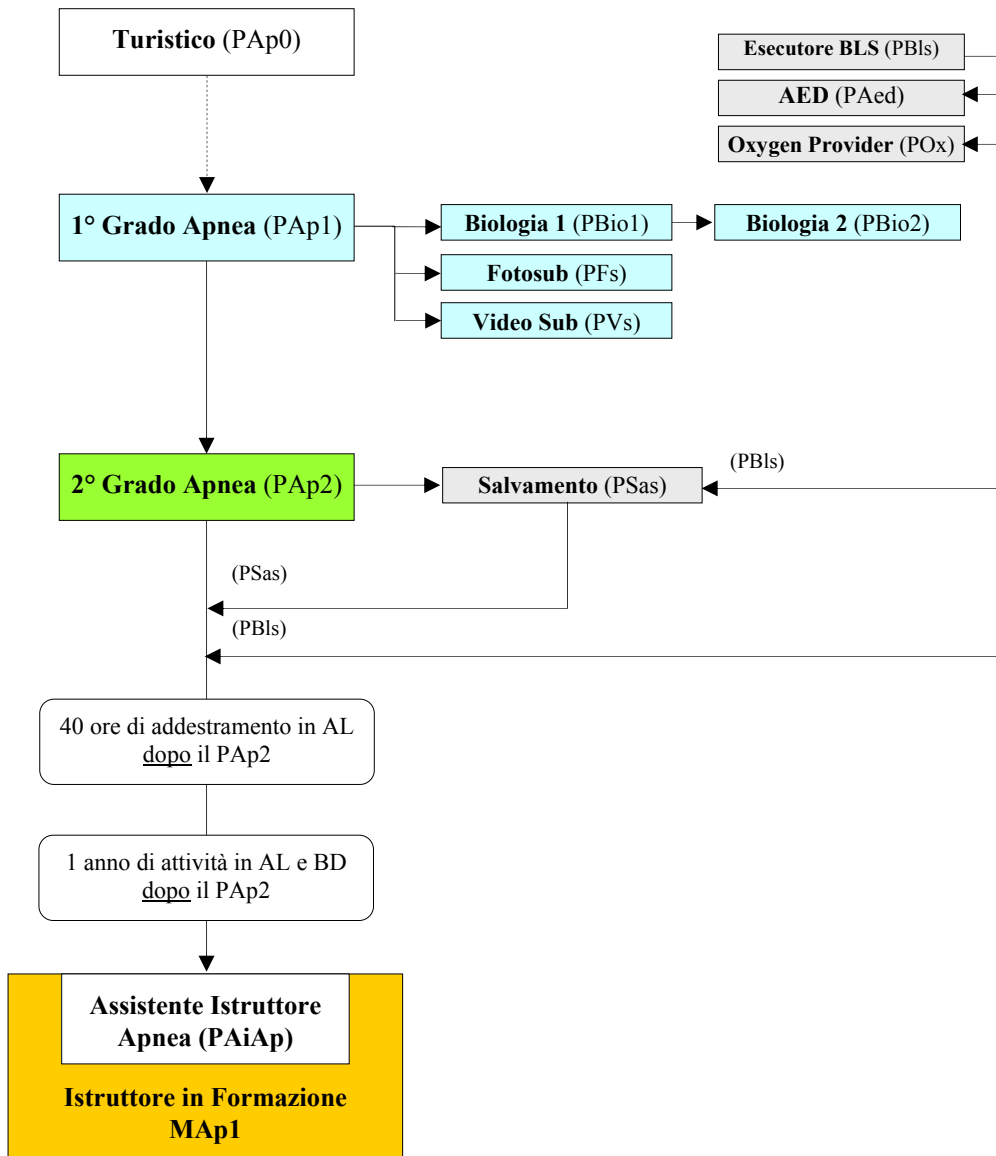 Turistico (PAp0)
Esecutore BLS (PBls)
AED (PAed)
Oxygen Provider (POx)
1° Grado Apnea (PAp1)
Biologia 1 (PBio1)
Biologia 2 (PBio2)
Fotosub (PFs)
Video Sub (PVs)
2° Grado Apnea (PAp2)
Salvamento (PSas)
(PBls)
(PSas)
(PBls)
40 ore di addestramento in AL
dopo il PAp2
1 anno di attività in AL e BD
dopo il PAp2
Assistente Istruttore
Apnea (PAiAp)
Istruttore in Formazione
MAp1